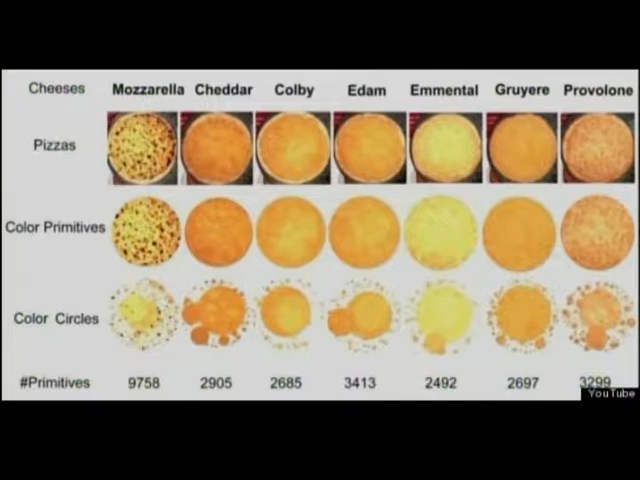 Cheeses Mozzarella Cheddar Colby Edam Emmental Gruyere Provolone
Pizzas
Color Primitives
Color Circles
#Primitives 9758 2905 2685 3413 2492 2697 3299
YouTube